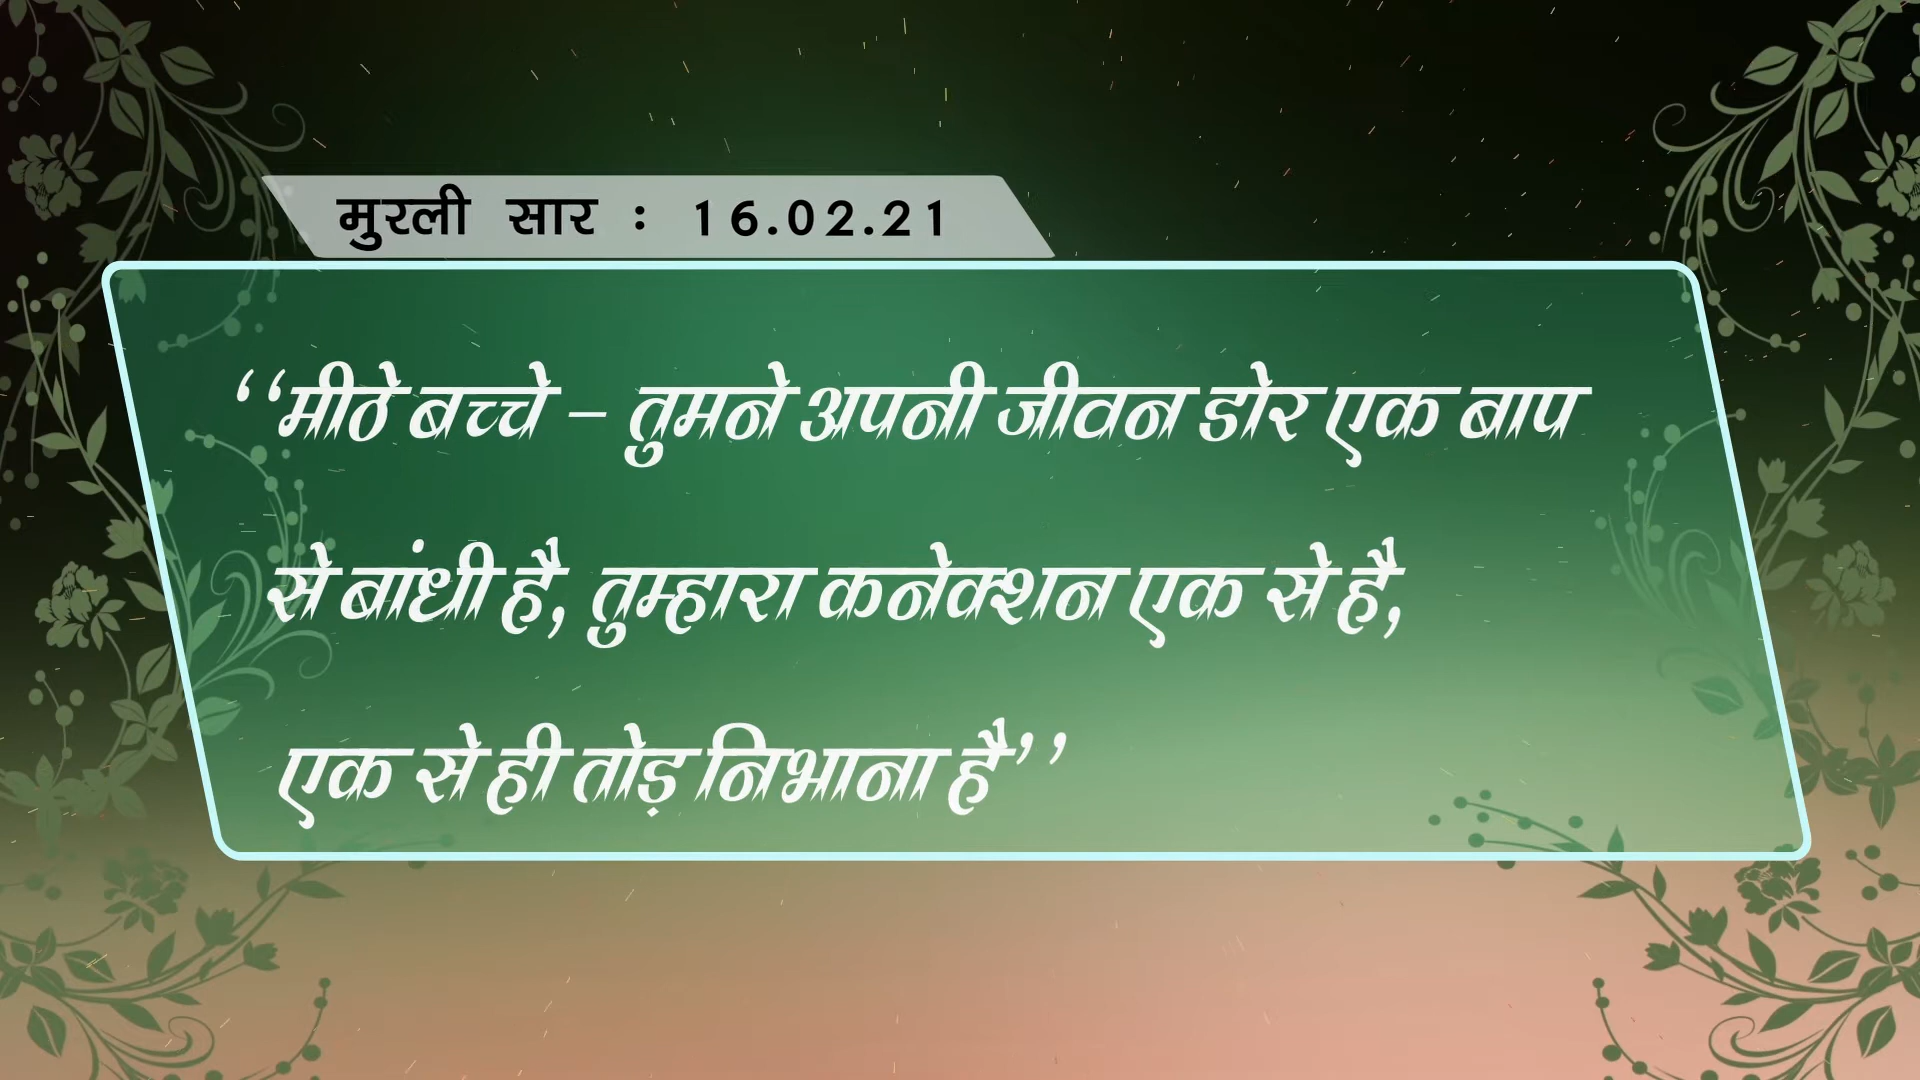 मुरली सार : 16.02.21
‘‘मीठे बच्चे – तुमने अपनी जीवन डोर एक बाप
से बांधी है, तुम्हारा कनेक्शन एक से है,
एक से ही तोड़ निभाना है’’